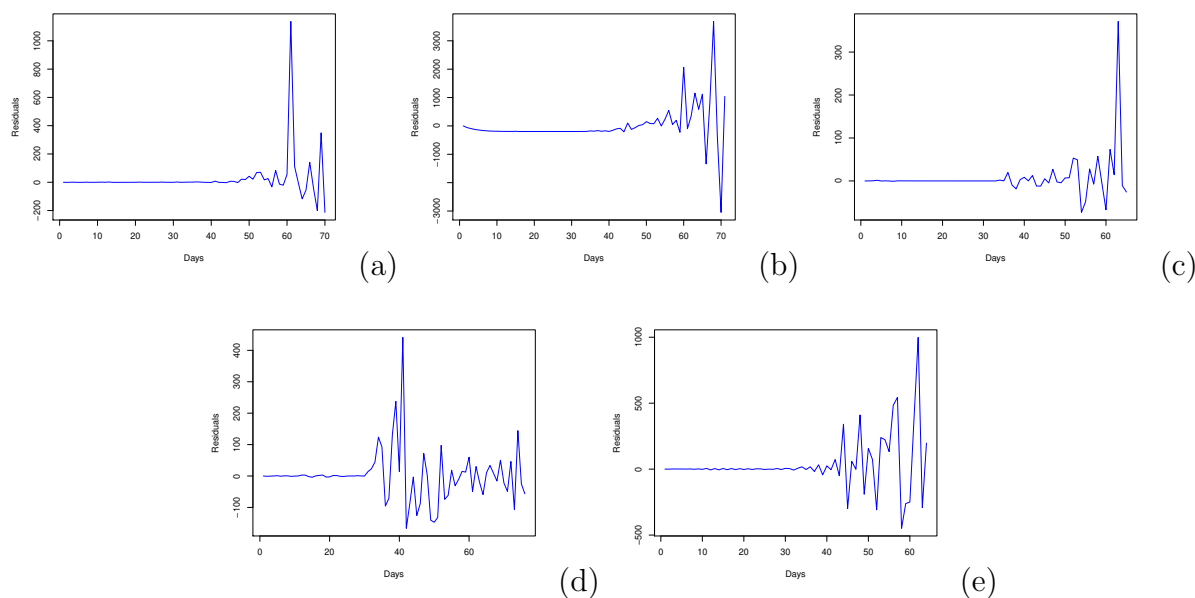 Residuals
1000
800
600
400
200
0
−200
0 10 20 30 40 50 60 70
Days
(a)
Residuals
3000
2000
1000
0
−1000
−3000
0 10 20 30 40 50 60 70
Days
(b)
Residuals
300
200
100
0
0 10 20 30 40 50 60
Days
(c)
Residuals
400
300
200
100
0
−100
0 20 40 60
Days
(d)
Residuals
1000
500
0
−500
0 10 20 30 40 50 60
Days
(e)